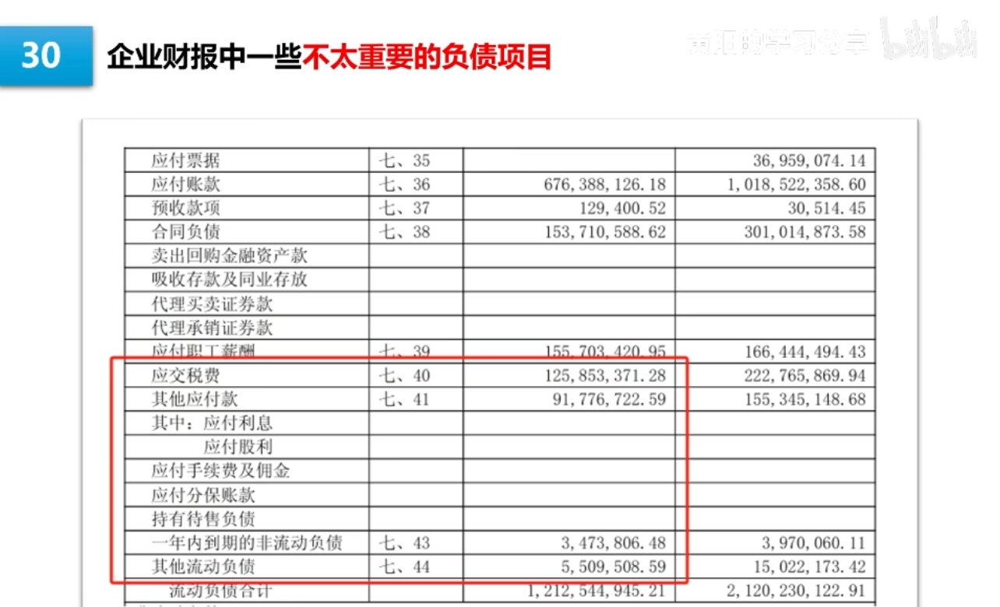 30 企业财报中一些不太重要的负债项目
黄阳的学习分享 bilibili
应付票据 七、35 36,959,074.14
应付账款 七、36 676,388,126.18 1,018,522,358.60
预收款项 七、37 129,400.52 30,514.45
合同负债 七、38 153,710,588.62 301,014,873.58
卖出回购金融资产款
吸收存款及同业存放
代理买卖证券款
代理承销证券款
应付职工薪酬 七、39 155,703,420.95 166,444,494.43
应交税费 七、40 125,853,371.28 222,765,869.94
其他应付款 七、41 91,776,722.59 155,345,148.68
其中：应付利息
应付股利
应付手续费及佣金
应付分保账款
持有待售负债
一年内到期的非流动负债 七、43 3,473,806.48 3,970,060.11
其他流动负债 七、44 5,509,508.59 15,022,173.42
流动负债合计 1,212,544,945.21 2,120,230,122.91